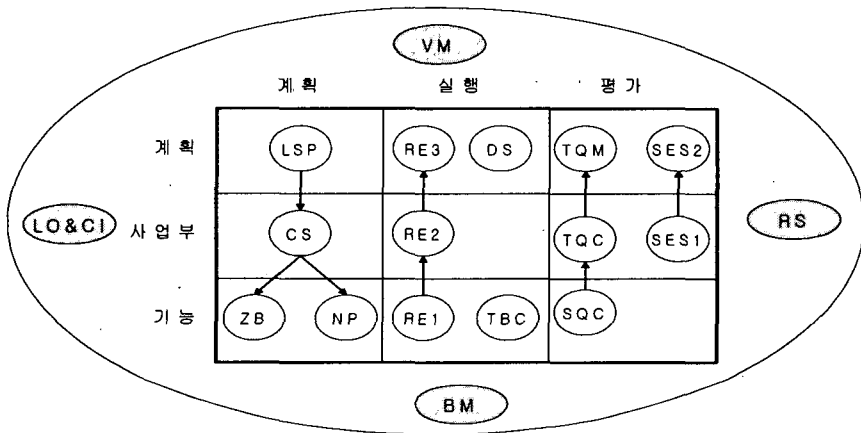 VM
계획 실행 평가
계획 LSP RE3 DS TQM SES2
LO&CI 사업부 CS RE2 TQC SES1 RS
기능 ZB NP RE1 TBC SQC
BM